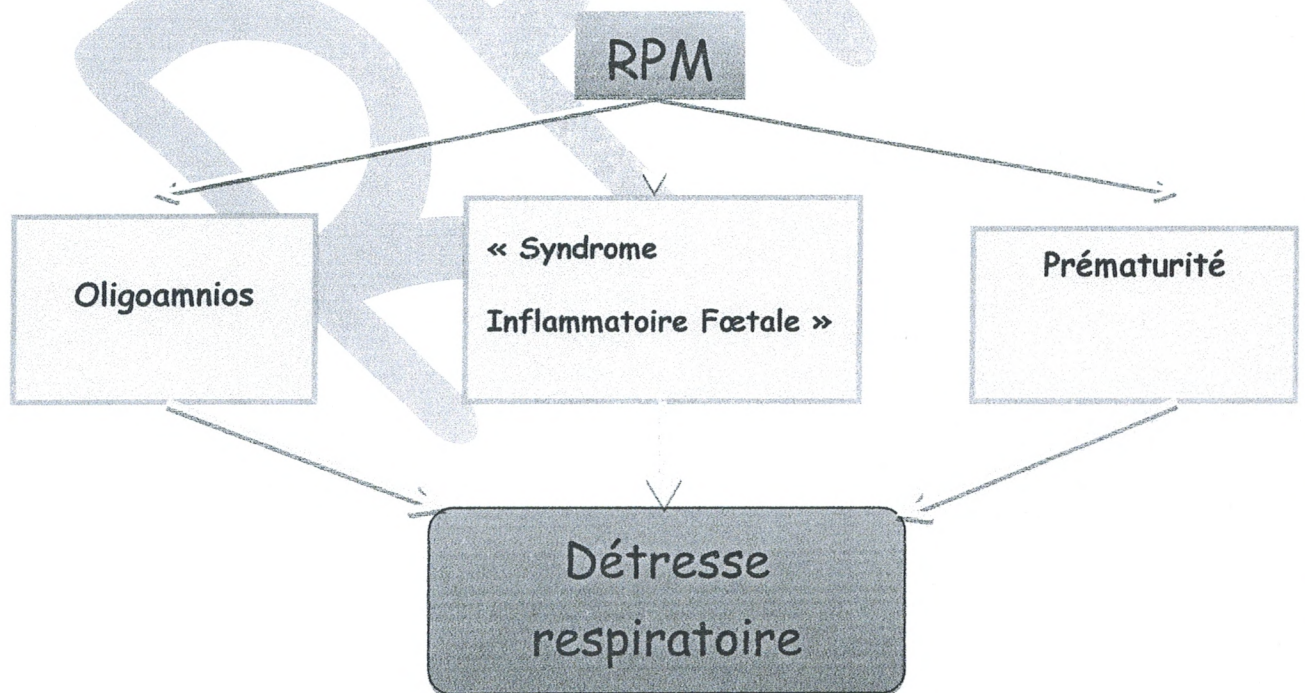 RPM
Oligoamnios
« Syndrome
Inflammatoire Fœtale »
Prématurité
Détresse
respiratoire